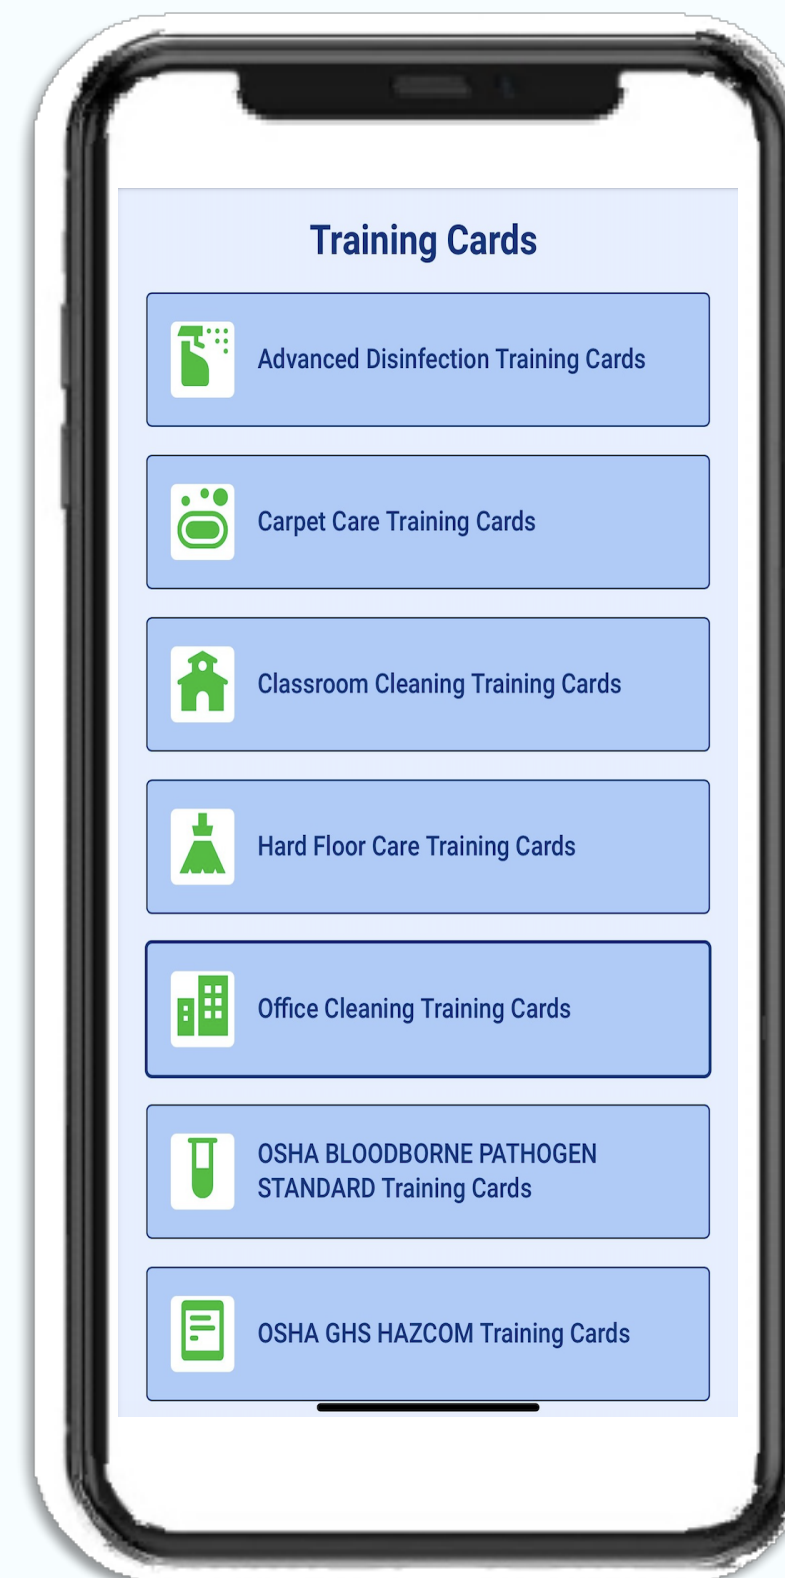 Training Cards
Advanced Disinfection Training Cards
Carpet Care Training Cards
Classroom Cleaning Training Cards
Hard Floor Care Training Cards
Office Cleaning Training Cards
OSHA BLOODBORNE PATHOGEN
STANDARD Training Cards
OSHA GHS HAZCOM Training Cards